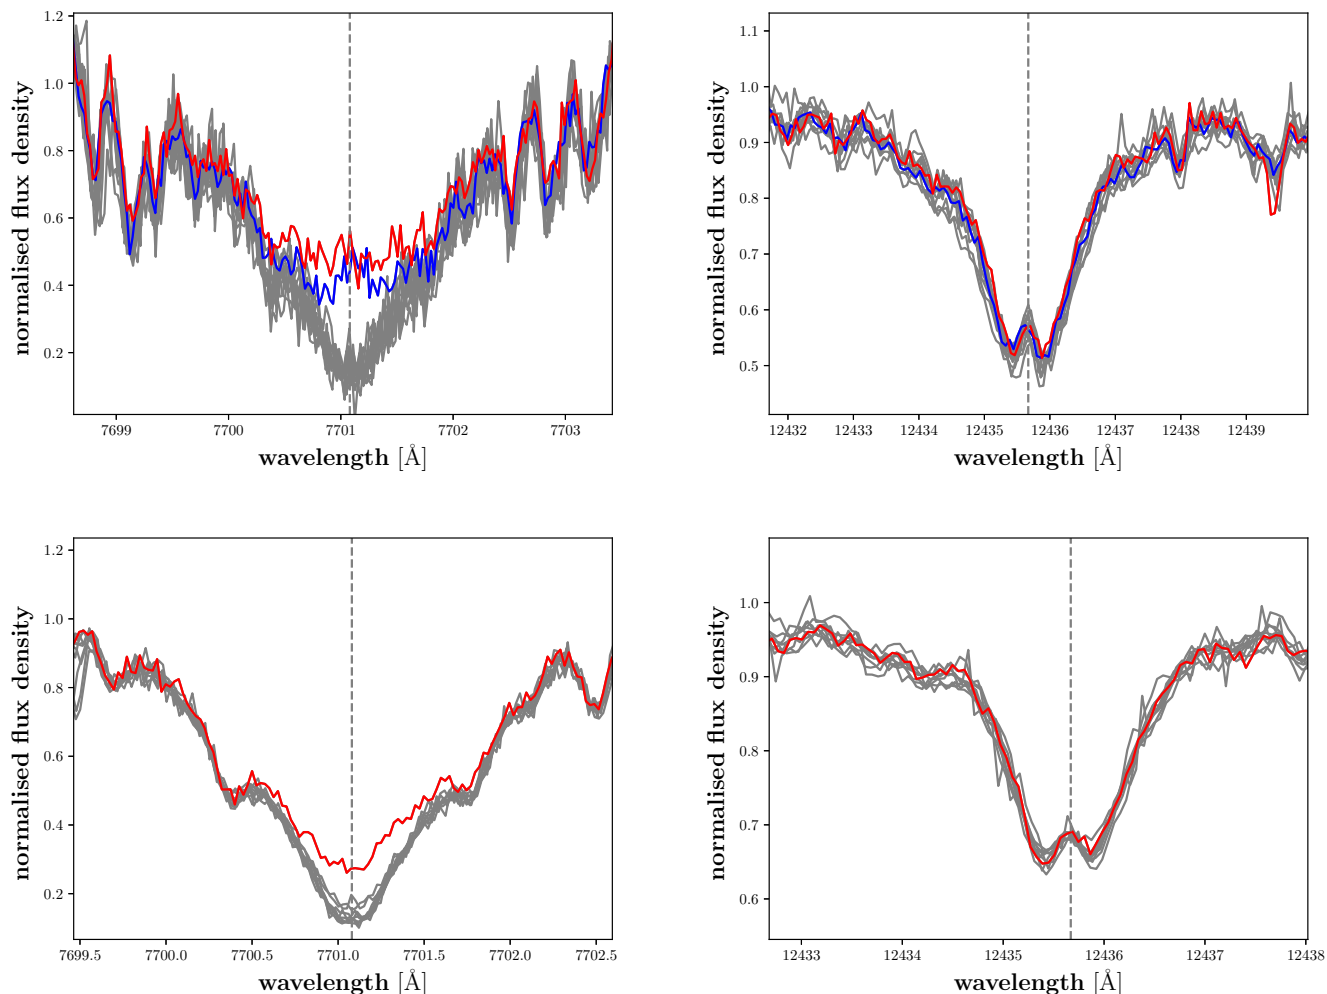 1.2
1.0
0.8
0.6
0.4
0.2
normalised flux density
7699 7700 7701 7702 7703
wavelength [Å]
1.1
1.0
0.9
0.8
0.7
0.6
0.5
normalised flux density
12432 12433 12434 12435 12436 12437 12438 12439
wavelength [Å]
1.2
1.0
0.8
0.6
0.4
0.2
normalised flux density
7699.5 7700.0 7700.5 7701.0 7701.5 7702.0 7702.5
wavelength [Å]
1.0
0.9
0.8
0.7
0.6
normalised flux density
12433 12434 12435 12436 12437 12438
wavelength [Å]